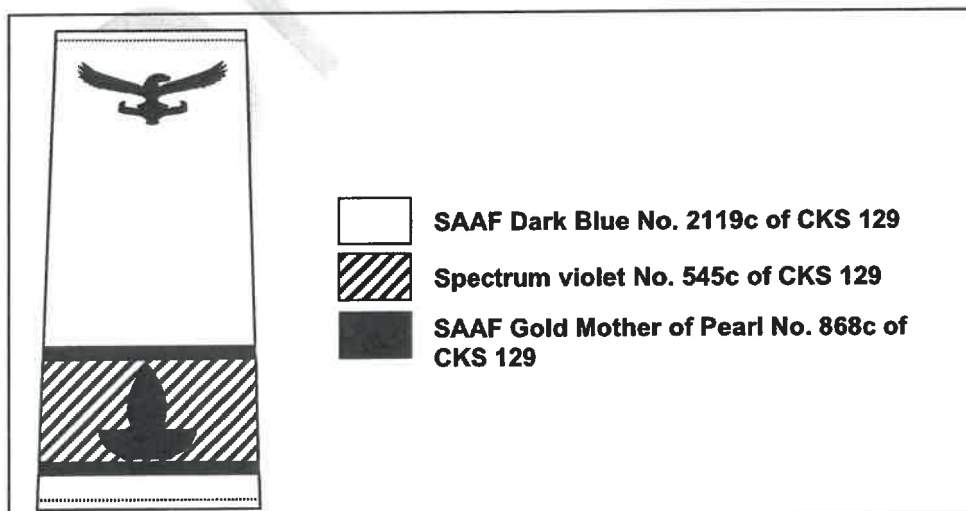 SAAF Dark Blue No. 2119c of CKS 129
Spectrum violet No. 545c of CKS 129
SAAF Gold Mother of Pearl No. 868c of
CKS 129